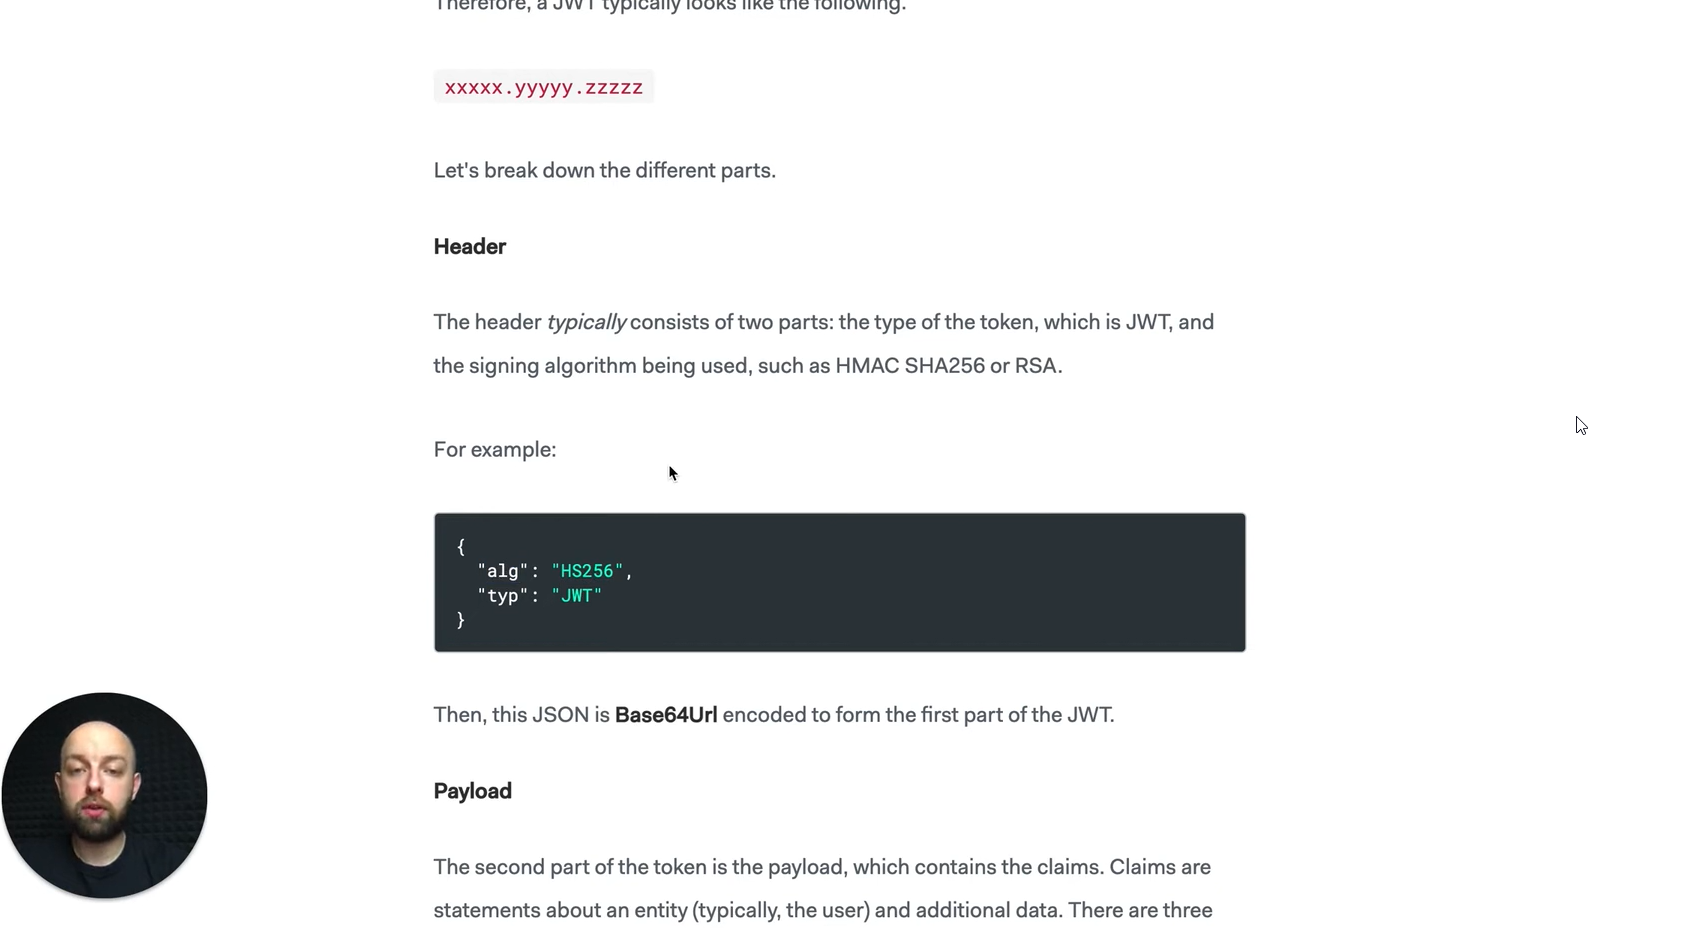 Therefore, a JWT typically looks like the following.
xxxxx.yyyyy.zzzzz
Let's break down the different parts.
Header
The header typically consists of two parts: the type of the token, which is JWT, and
the signing algorithm being used, such as HMAC SHA256 or RSA.
For example:
{
  "alg": "HS256",
  "typ": "JWT"
}
Then, this JSON is Base64Url encoded to form the first part of the JWT.
Payload
The second part of the token is the payload, which contains the claims. Claims are
statements about an entity (typically, the user) and additional data. There are three